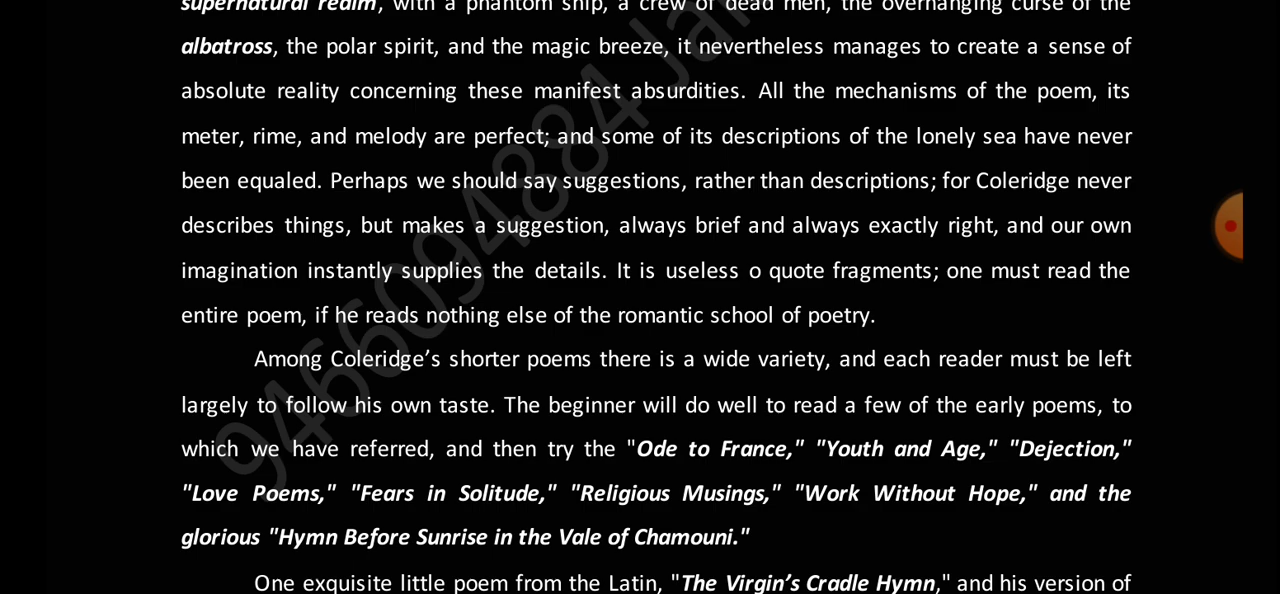 supernatural realm, with a phantom ship, a crew of dead men, the overhanging curse of the
albatross, the polar spirit, and the magic breeze, it nevertheless manages to create a sense of
absolute reality concerning these manifest absurdities. All the mechanisms of the poem, its
meter, rime, and melody are perfect; and some of its descriptions of the lonely sea have never
been equaled. Perhaps we should say suggestions, rather than descriptions; for Coleridge never
describes things, but makes a suggestion, always brief and always exactly right, and our own
imagination instantly supplies the details. It is useless o quote fragments; one must read the
entire poem, if he reads nothing else of the romantic school of poetry.
Among Coleridge’s shorter poems there is a wide variety, and each reader must be left
largely to follow his own taste. The beginner will do well to read a few of the early poems, to
which we have referred, and then try the "Ode to France," "Youth and Age," "Dejection,"
"Love Poems," "Fears in Solitude," "Religious Musings," "Work Without Hope," and the
glorious "Hymn Before Sunrise in the Vale of Chamouni."
One exquisite little poem from the Latin, "The Virgin’s Cradle Hymn," and his version of
9466094884